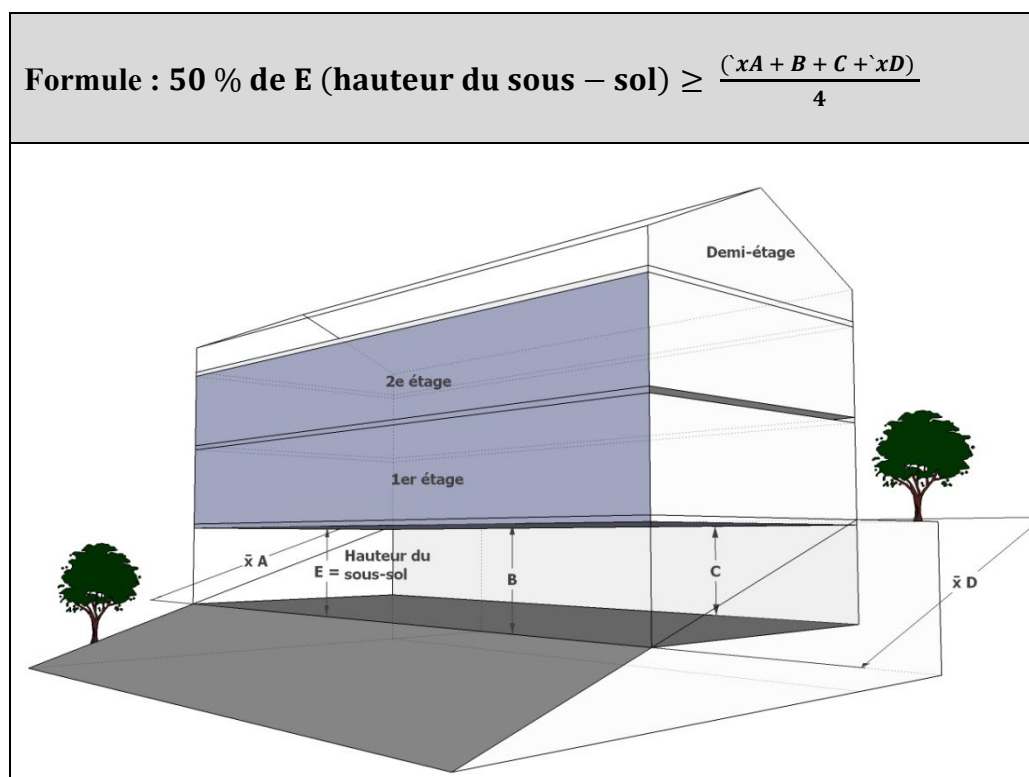 Formule : 50 % de E (hauteur du sous − sol) ≥ (`xA + B + C +`xD) / 4
Demi-étage
2e étage
1er étage
x̄ A
E = Hauteur du
sous-sol
B
C
x̄ D